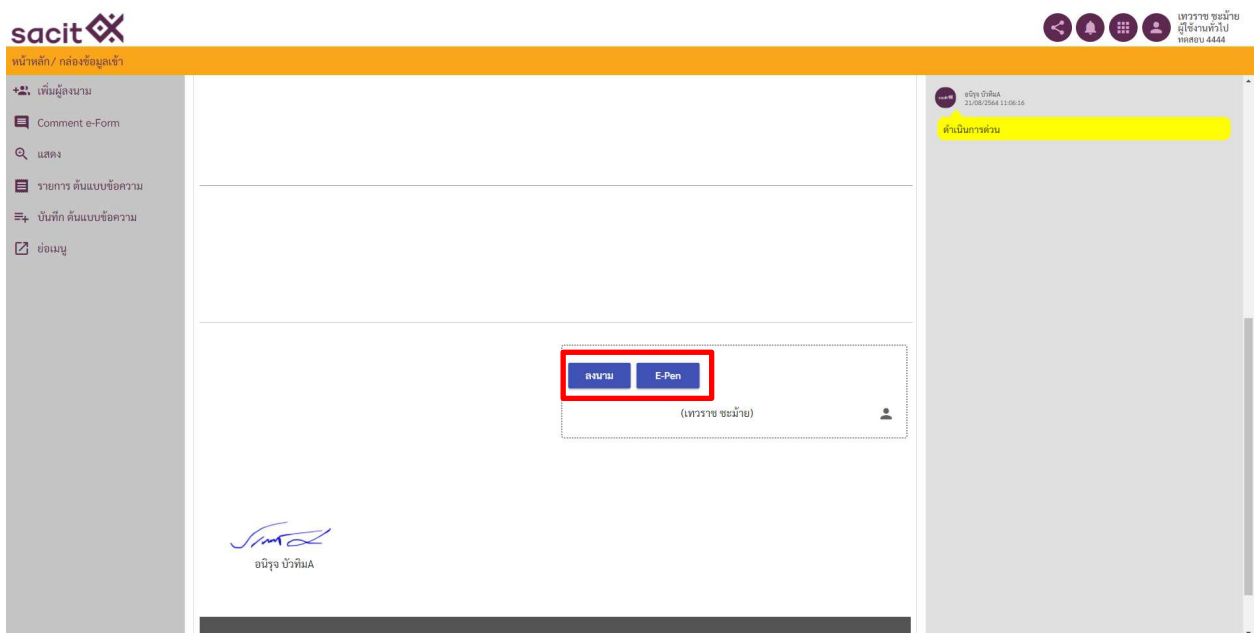 sacit
เทวราช ชะม้าย
ผู้ใช้งานทั่วไป
ทดสอบ 4444
หน้าหลัก/ กล่องข้อมูลเข้า
เพิ่มผู้ลงนาม
Comment e-Form
แสดง
รายการ ต้นแบบข้อความ
บันทึก ต้นแบบข้อความ
ย่อเมนู
ลงนาม E-Pen
(เทวราช ชะม้าย)
อนิรุจ บัวทิมA
อนิรุจ บัวทิมA
21/08/2564 11:06:16
ดำเนินการด่วน